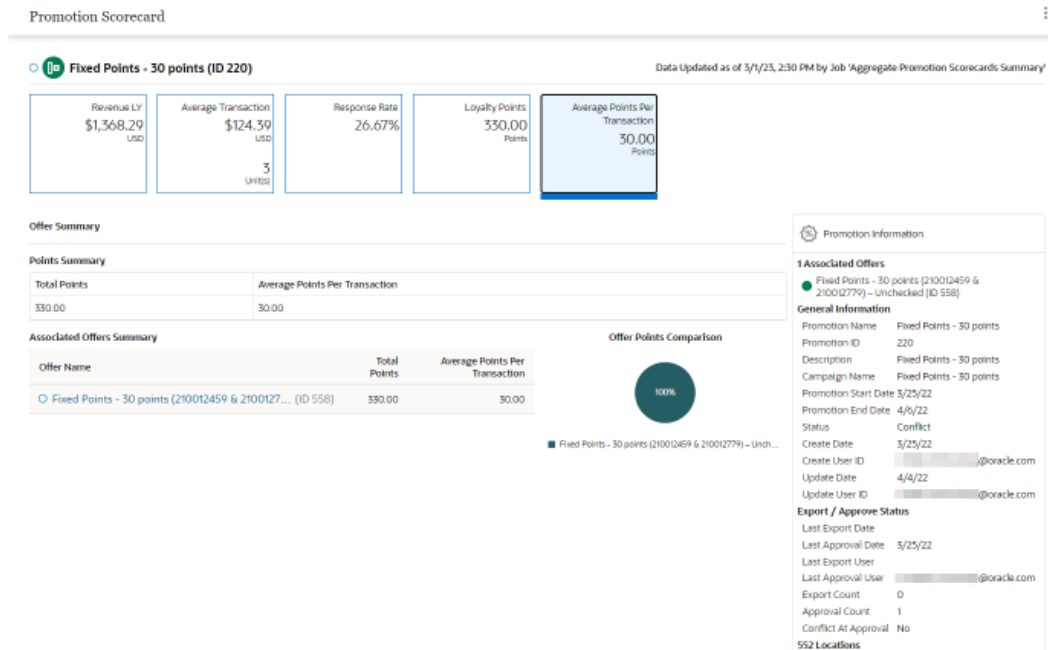 Promotion Scorecard
Fixed Points - 30 points (ID 220)
Data Updated as of 3/1/23, 2:30 PM by Job 'Aggregate Promotion Scorecards Summary'
Revenue LY
$1,368.29
USD
Average Transaction
$124.39
USD
3
Unit(s)
Response Rate
26.67%
Loyalty Points
330.00
Points
Average Points Per
Transaction
30.00
Points
Offer Summary
Points Summary
Total Points Average Points Per Transaction
330.00 30.00
Associated Offers Summary
Offer Name Total Points Average Points Per Transaction
Fixed Points - 30 points (210012459 & 2100127... (ID 558) 330.00 30.00
Offer Points Comparison
100%
Fixed Points - 30 points (210012459 & 210012779) – Unch...
Promotion Information
1 Associated Offers
Fixed Points - 30 points (210012459 &
210012779) – Unchecked (ID 558)
General Information
Promotion Name Fixed Points - 30 points
Promotion ID 220
Description Fixed Points - 30 points
Campaign Name Fixed Points - 30 points
Promotion Start Date 3/25/22
Promotion End Date 4/6/22
Status Conflict
Create Date 3/25/22
Create User ID @oracle.com
Update Date 4/4/22
Update User ID @oracle.com
Export / Approve Status
Last Export Date
Last Approval Date 3/25/22
Last Export User
Last Approval User @oracle.com
Export Count 0
Approval Count 1
Conflict At Approval No
552 Locations